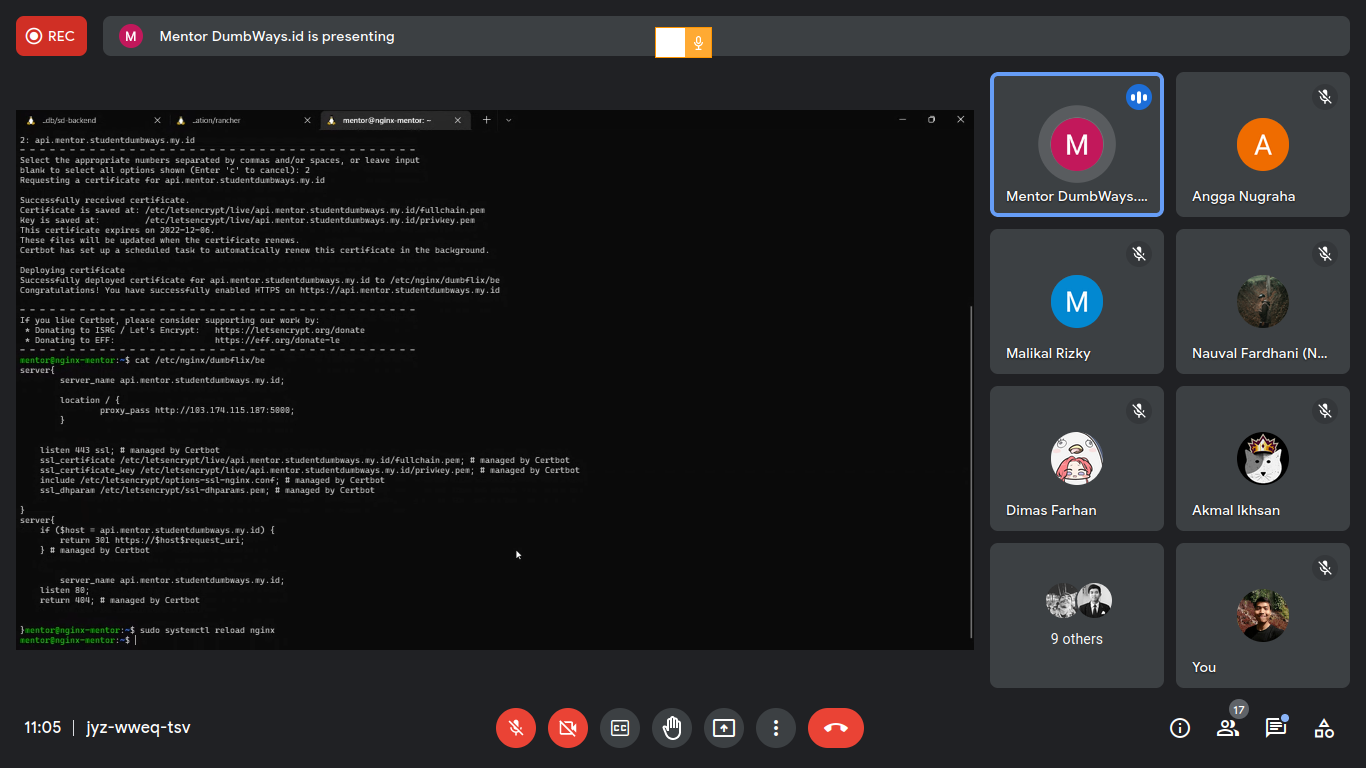 REC
M
Mentor DumbWays.id is presenting
..db/sd-backend
..ation/rancher
mentor@nginx-mentor: ~
2: api.mentor.studentdumbways.my.id
- - - - - - - - - - - - - - - - - - - - - - - - - - - - - - - - - - - - - - - -
Select the appropriate numbers separated by commas and/or spaces, or leave input
blank to select all options shown (Enter 'c' to cancel): 2
Requesting a certificate for api.mentor.studentdumbways.my.id
Successfully received certificate.
Certificate is saved at: /etc/letsencrypt/live/api.mentor.studentdumbways.my.id/fullchain.pem
Key is saved at: /etc/letsencrypt/live/api.mentor.studentdumbways.my.id/privkey.pem
This certificate expires on 2022-12-06.
These files will be updated when the certificate renews.
Certbot has set up a scheduled task to automatically renew this certificate in the background.
Deploying certificate
Successfully deployed certificate for api.mentor.studentdumbways.my.id to /etc/nginx/dumbflix/be
Congratulations! You have successfully enabled HTTPS on https://api.mentor.studentdumbways.my.id
- - - - - - - - - - - - - - - - - - - - - - - - - - - - - - - - - - - - - - - -
If you like Certbot, please consider supporting our work by:
* Donating to ISRG / Let's Encrypt: https://letsencrypt.org/donate
* Donating to EFF: https://eff.org/donate-le
- - - - - - - - - - - - - - - - - - - - - - - - - - - - - - - - - - - - - - - -
mentor@nginx-mentor:~$ cat /etc/nginx/dumbflix/be
server{
server_name api.mentor.studentdumbways.my.id;
location / {
proxy_pass http://103.174.115.187:5000;
}
listen 443 ssl; # managed by Certbot
ssl_certificate /etc/letsencrypt/live/api.mentor.studentdumbways.my.id/fullchain.pem; # managed by Certbot
ssl_certificate_key /etc/letsencrypt/live/api.mentor.studentdumbways.my.id/privkey.pem; # managed by Certbot
include /etc/letsencrypt/options-ssl-nginx.conf; # managed by Certbot
ssl_dhparam /etc/letsencrypt/ssl-dhparams.pem; # managed by Certbot
}
server{
if ($host = api.mentor.studentdumbways.my.id) {
return 301 https://$host$request_uri;
} # managed by Certbot
server_name api.mentor.studentdumbways.my.id;
listen 80;
return 404; # managed by Certbot
}mentor@nginx-mentor:~$ sudo systemctl reload nginx
mentor@nginx-mentor:~$
M
Mentor DumbWays....
A
Angga Nugraha
M
Malikal Rizky
Nauval Fardhani (N...
Dimas Farhan
Akmal Ikhsan
9 others
You
11:05
jyz-wweq-tsv
CC
17